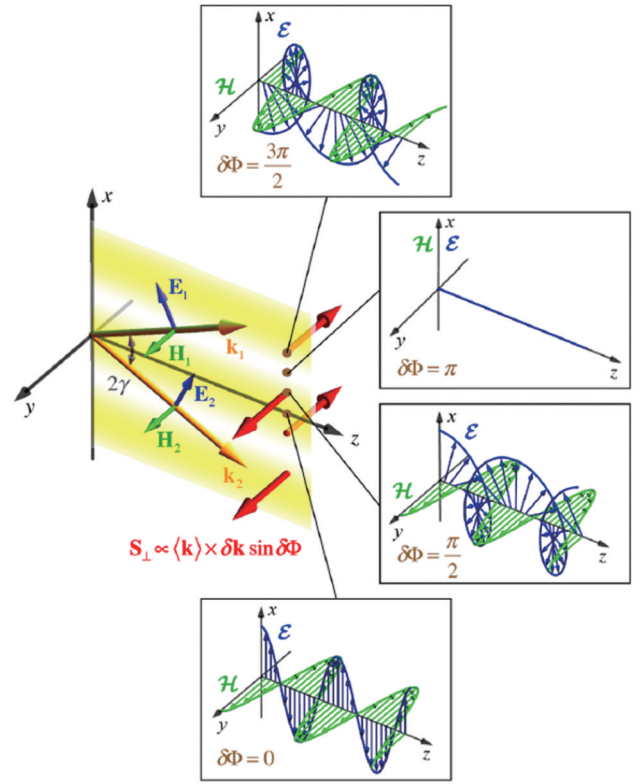 x
ℰ
ℋ
y
z
δΦ = 3π/2
x
ℋ ℰ
y
z
δΦ = π
x
E₁
k₁
H₁
2γ
E₂
y
z
H₂
k₂
S⊥ ∝ ⟨k⟩ × δk sin δΦ
x
ℰ
ℋ
y
z
δΦ = π/2
x
ℰ
ℋ
y
z
δΦ = 0